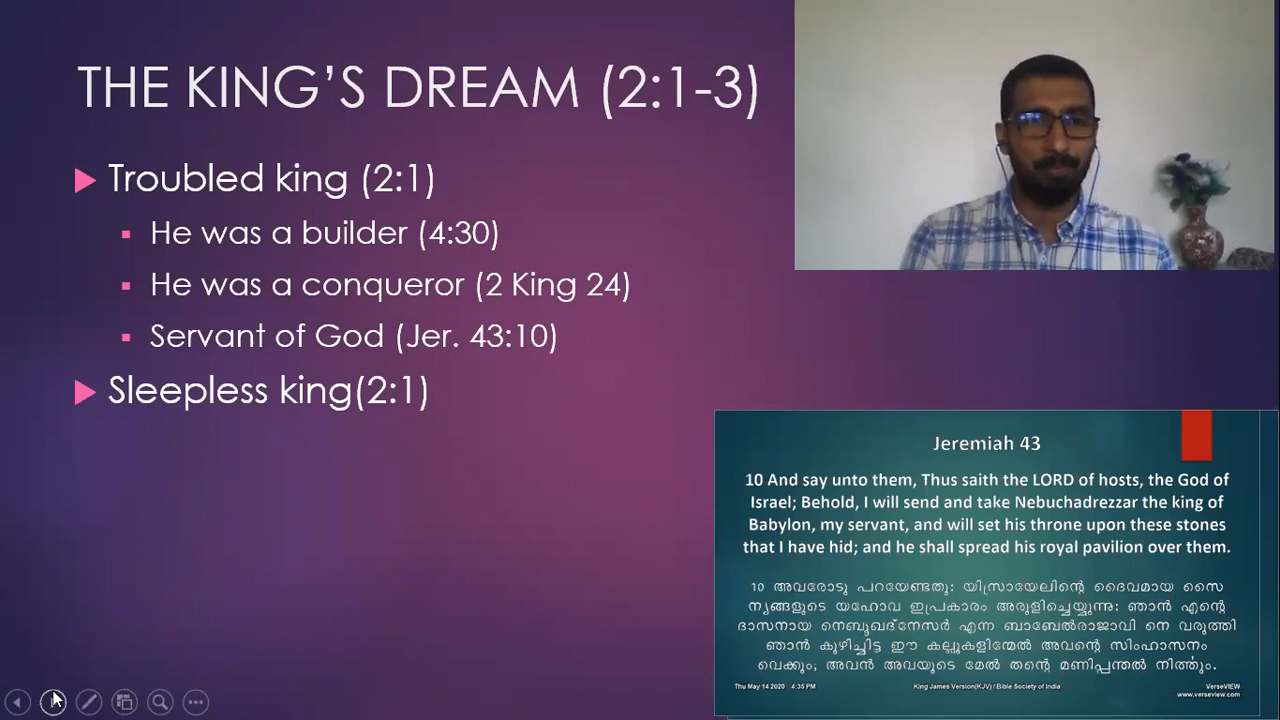 THE KING’S DREAM (2:1-3)
Troubled king (2:1)
He was a builder (4:30)
He was a conqueror (2 King 24)
Servant of God (Jer. 43:10)
Sleepless king(2:1)
Jeremiah 43
10 And say unto them, Thus saith the LORD of hosts, the God of
Israel; Behold, I will send and take Nebuchadrezzar the king of
Babylon, my servant, and will set his throne upon these stones
that I have hid; and he shall spread his royal pavilion over them.
10 അവരോടു പറയേണ്ടതു: യിസ്രായേലിന്റെ ദൈവമായ സൈ
ന്യങ്ങളുടെ യഹോവ ഇപ്രകാരം അരുളിച്ചെയ്യുന്നു: ഞാൻ എന്റെ
ദാസനായ നെബൂഖദ്നേസർ എന്ന ബാബേൽരാജാവി നെ വരുത്തി
ഞാൻ കുഴിച്ചിട്ട ഈ കല്ലുകളിന്മേൽ അവന്റെ സിംഹാസനം
വെക്കും; അവൻ അവയുടെ മേൽ തന്റെ മണിപ്പന്തൽ നിർത്തും.
Thu May 14 2020 4:35 PM
King James Version(KJV) / Bible Society of India
VerseVIEW
www.verseview.com